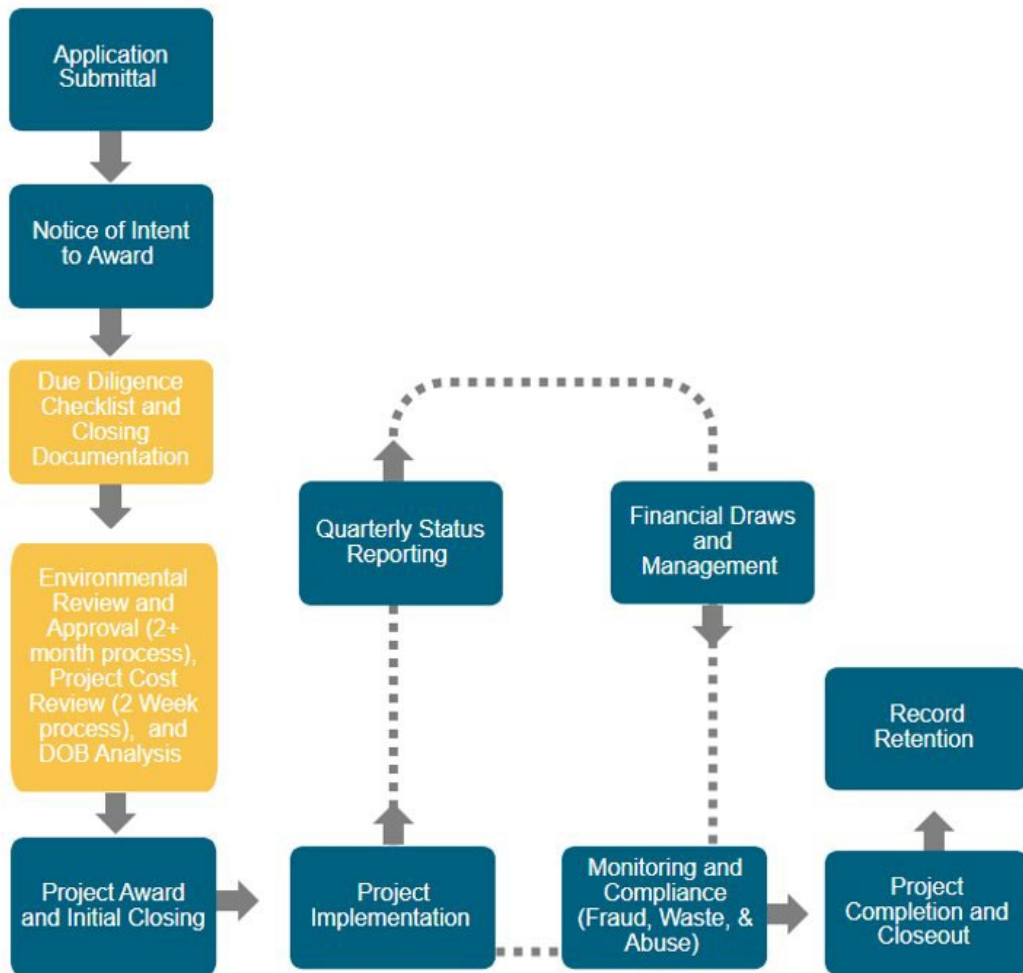 Application
Submittal
Notice of Intent
to Award
Due Diligence
Checklist and
Closing
Documentation
Environmental
Review and
Approval (2+
month process),
Project Cost
Review (2 Week
process), and
DOB Analysis
Project Award
and Initial Closing
Project
Implementation
Quarterly Status
Reporting
Financial Draws
and
Management
Monitoring and
Compliance
(Fraud, Waste, &
Abuse)
Project
Completion and
Closeout
Record
Retention